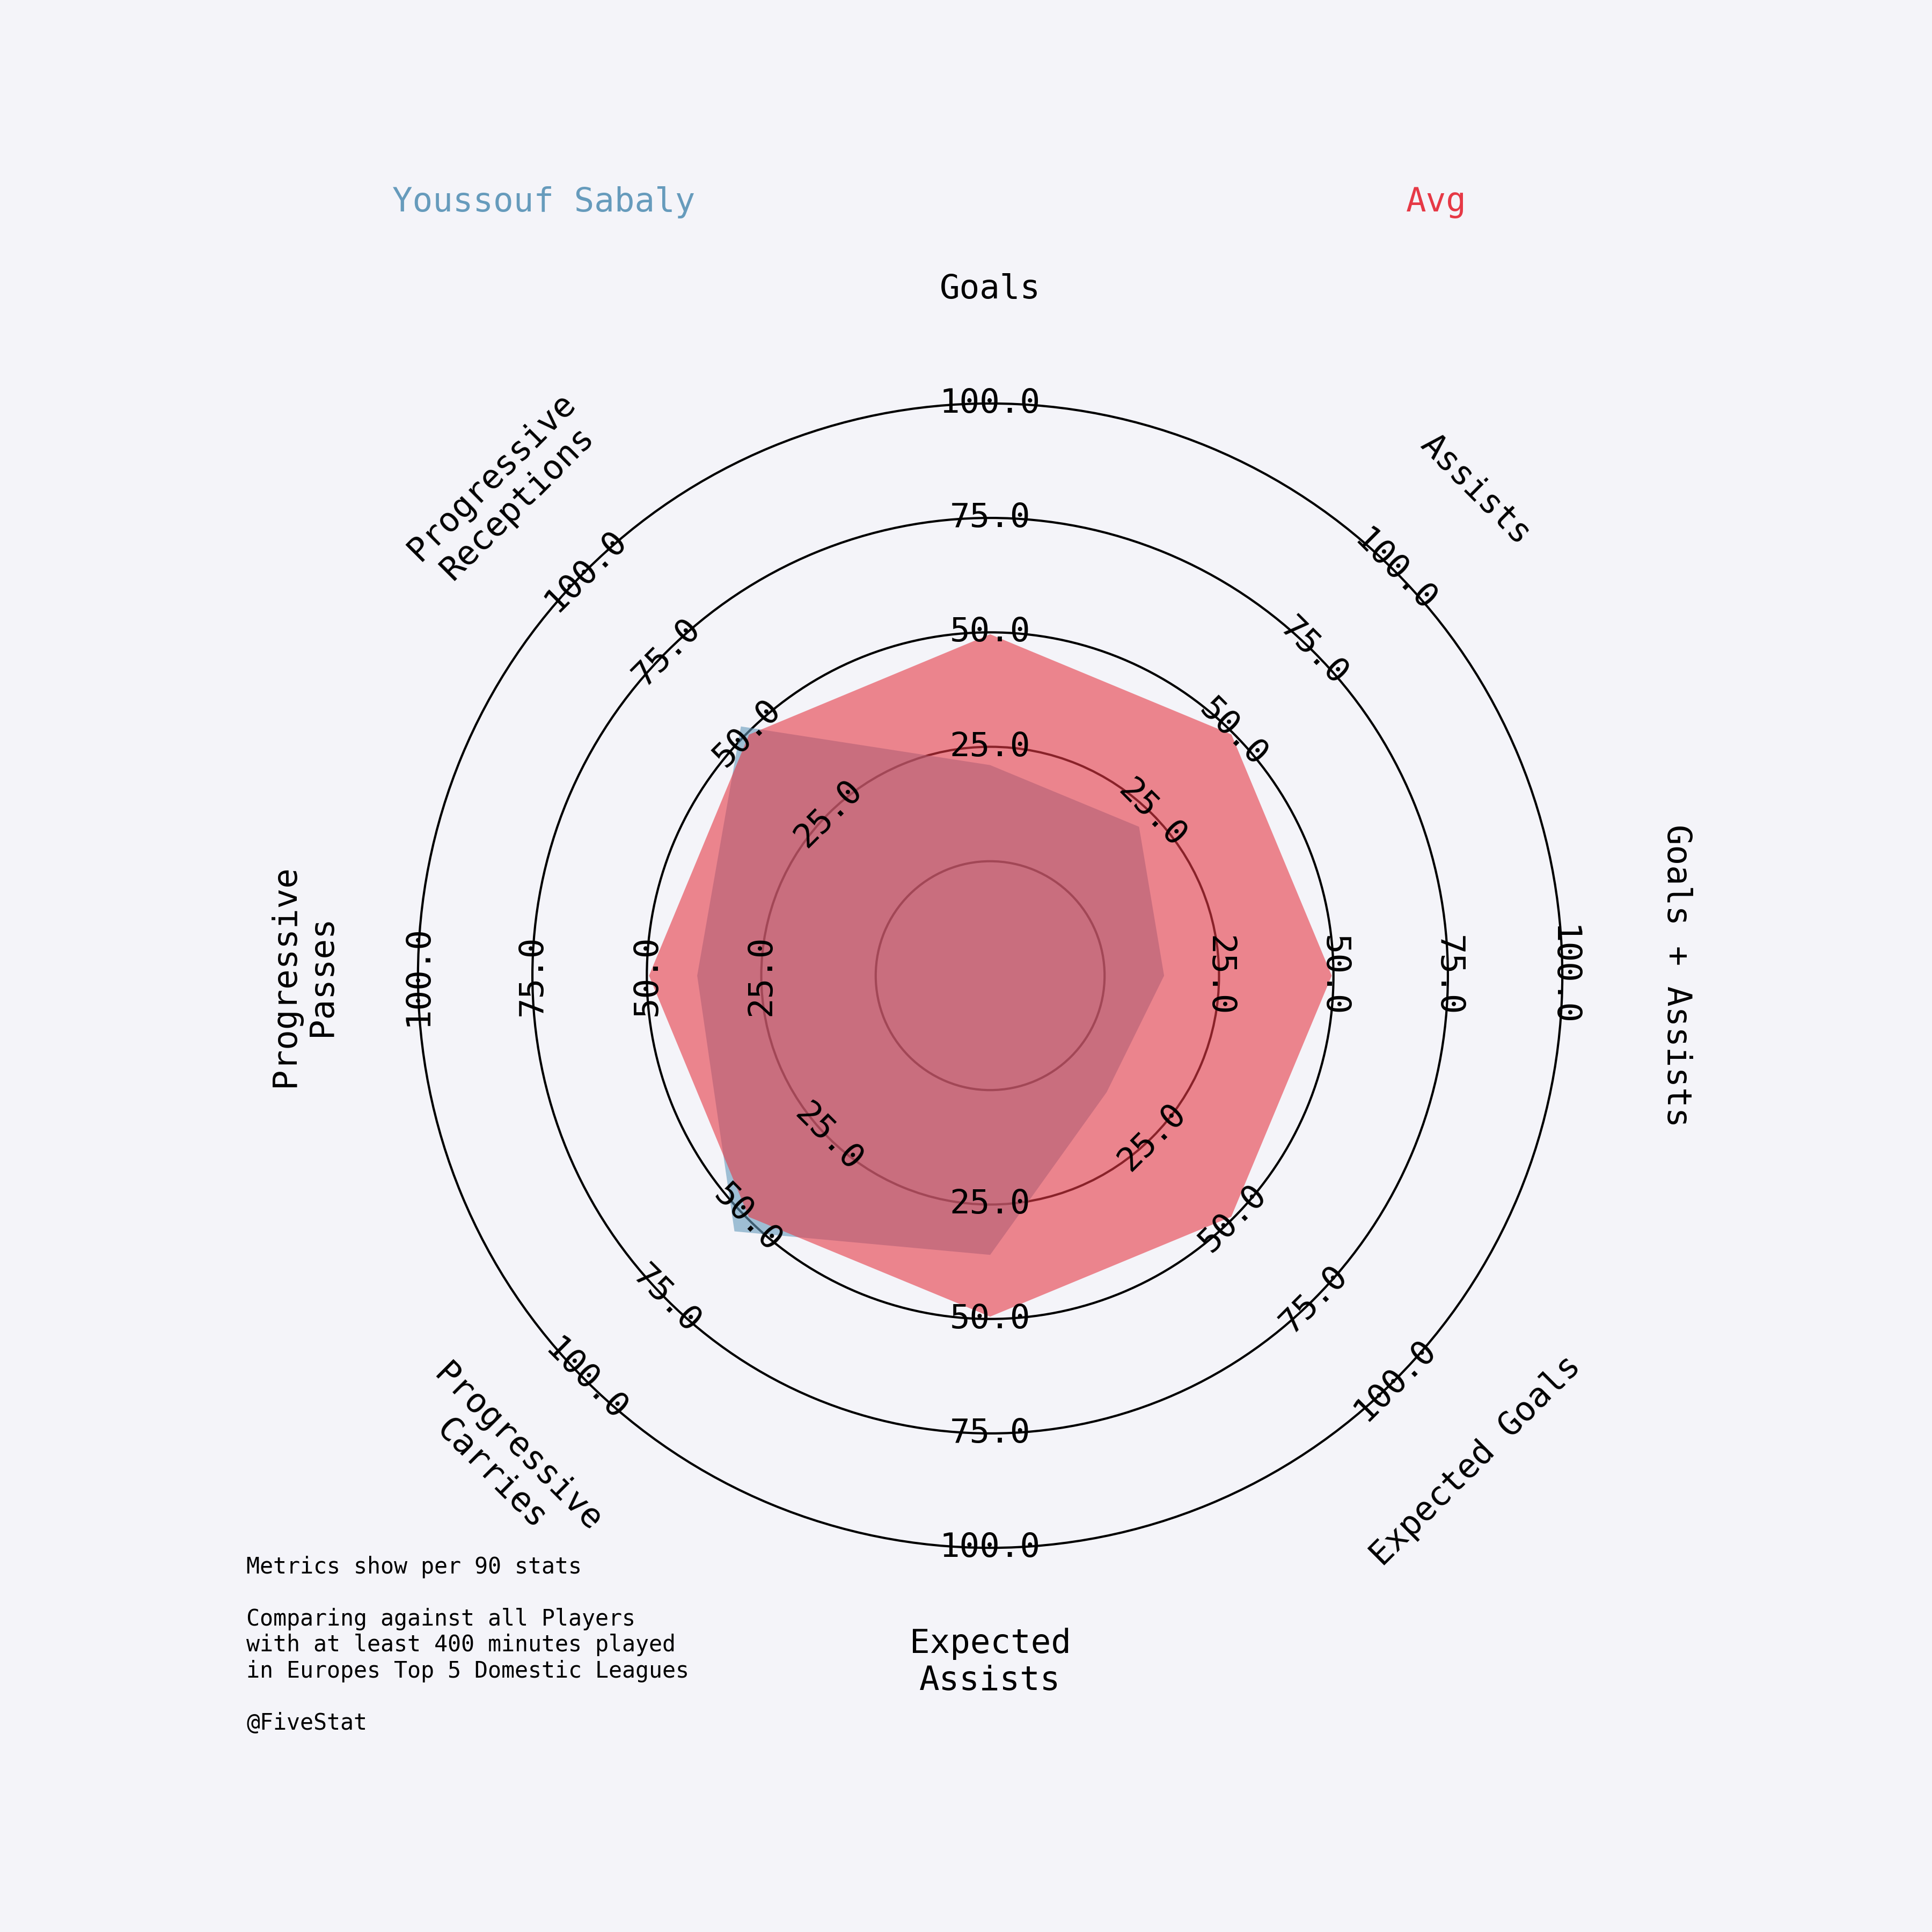 Youssouf Sabaly
Avg
Goals
Assists
Goals + Assists
Expected Goals
Expected
Assists
Progressive
Carries
Progressive
Passes
Progressive
Receptions
25.0
50.0
75.0
100.0
25.0
50.0
75.0
100.0
25.0
50.0
75.0
100.0
25.0
50.0
75.0
100.0
25.0
50.0
75.0
100.0
25.0
50.0
75.0
100.0
25.0
50.0
75.0
100.0
25.0
50.0
75.0
100.0
Metrics show per 90 stats
Comparing against all Players
with at least 400 minutes played
in Europes Top 5 Domestic Leagues
@FiveStat